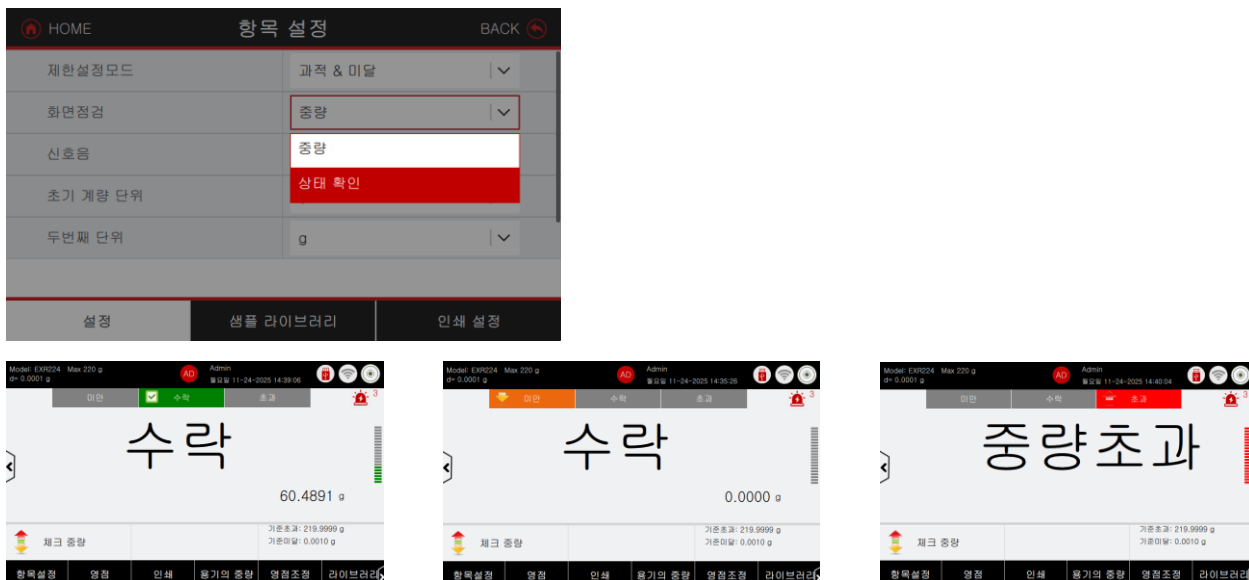 HOME 항목 설정 BACK
제한설정모드 과적 & 미달
화면점검 중량
신호음 중량
상태 확인
초기 계량 단위
두번째 단위 g
설정 샘플 라이브러리 인쇄 설정
Model: EXR224 Max 220 g
d= 0.0001 g
AD
Admin
월요일 11-24-2025 14:39:06
미만 수락 초과
3
수락
60.4891 g
체크 중량
기준초과: 219.9999 g
기준미달: 0.0010 g
항목설정 영점 인쇄 용기의 중량 영점조정 라이브러리
Model: EXR224 Max 220 g
d= 0.0001 g
AD
Admin
월요일 11-24-2025 14:35:26
미만 수락 초과
3
수락
0.0000 g
체크 중량
기준초과: 219.9999 g
기준미달: 0.0010 g
항목설정 영점 인쇄 용기의 중량 영점조정 라이브러리
Model: EXR224 Max 220 g
d= 0.0001 g
AD
Admin
월요일 11-24-2025 14:40:04
미만 수락 초과
3
중량초과
체크 중량
기준초과: 219.9999 g
기준미달: 0.0010 g
항목설정 영점 인쇄 용기의 중량 영점조정 라이브러리